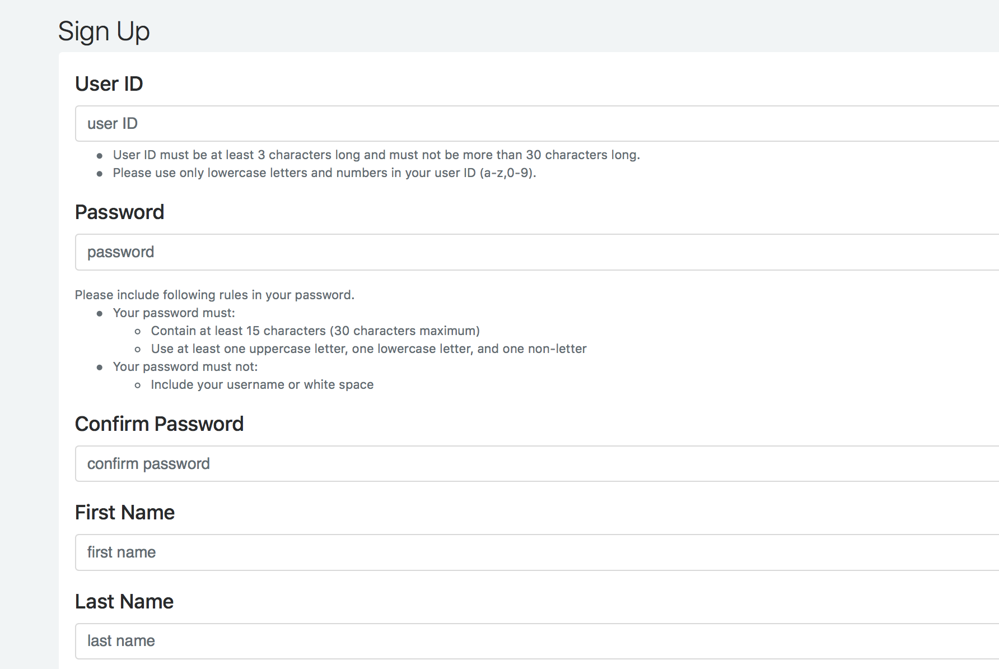 Sign Up
User ID
user ID
● User ID must be at least 3 characters long and must not be more than 30 characters long.
● Please use only lowercase letters and numbers in your user ID (a-z,0-9).
Password
password
Please include following rules in your password.
● Your password must:
○ Contain at least 15 characters (30 characters maximum)
○ Use at least one uppercase letter, one lowercase letter, and one non-letter
● Your password must not:
○ Include your username or white space
Confirm Password
confirm password
First Name
first name
Last Name
last name